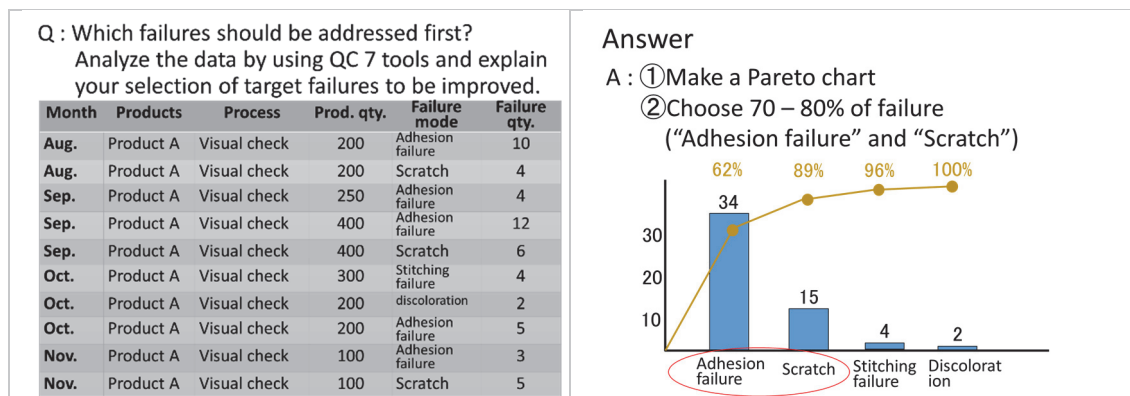 Q : Which failures should be addressed first?
Analyze the data by using QC 7 tools and explain
your selection of target failures to be improved.
Month Products Process Prod. qty. Failure mode Failure qty.
Aug. Product A Visual check 200 Adhesion failure 10
Aug. Product A Visual check 200 Scratch 4
Sep. Product A Visual check 250 Adhesion failure 4
Sep. Product A Visual check 400 Adhesion failure 12
Sep. Product A Visual check 400 Scratch 6
Oct. Product A Visual check 300 Stitching failure 4
Oct. Product A Visual check 200 discoloration 2
Oct. Product A Visual check 200 Adhesion failure 5
Nov. Product A Visual check 100 Adhesion failure 3
Nov. Product A Visual check 100 Scratch 5
Answer
A : ①Make a Pareto chart
②Choose 70 – 80% of failure
(“Adhesion failure” and “Scratch”)
62% 89% 96% 100%
34
30
20
15
10
4
2
Adhesion failure
Scratch
Stitching failure
Discolorat
ion